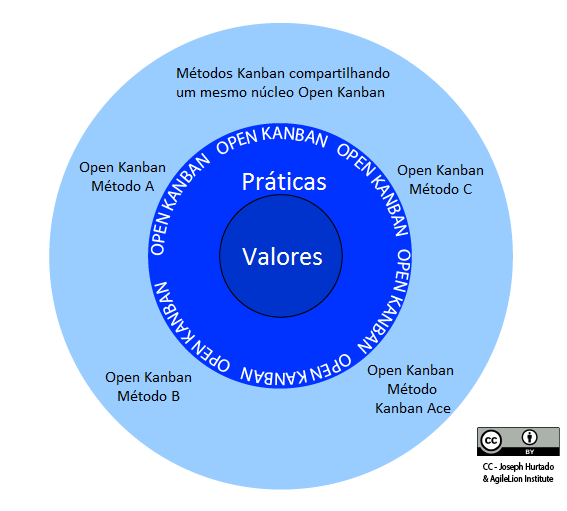 Métodos Kanban compartilhando
um mesmo núcleo Open Kanban
OPEN KANBAN
OPEN KANBAN
OPEN KANBAN
Open Kanban
Método A
Open Kanban
Método C
Práticas
Valores
OPEN KANBAN
OPEN KANBAN
OPEN KANBAN
OPEN KANBAN
Open Kanban
Método B
Open Kanban
Método
Kanban Ace
cc
BY
CC - Joseph Hurtado
& AgileLion Institute